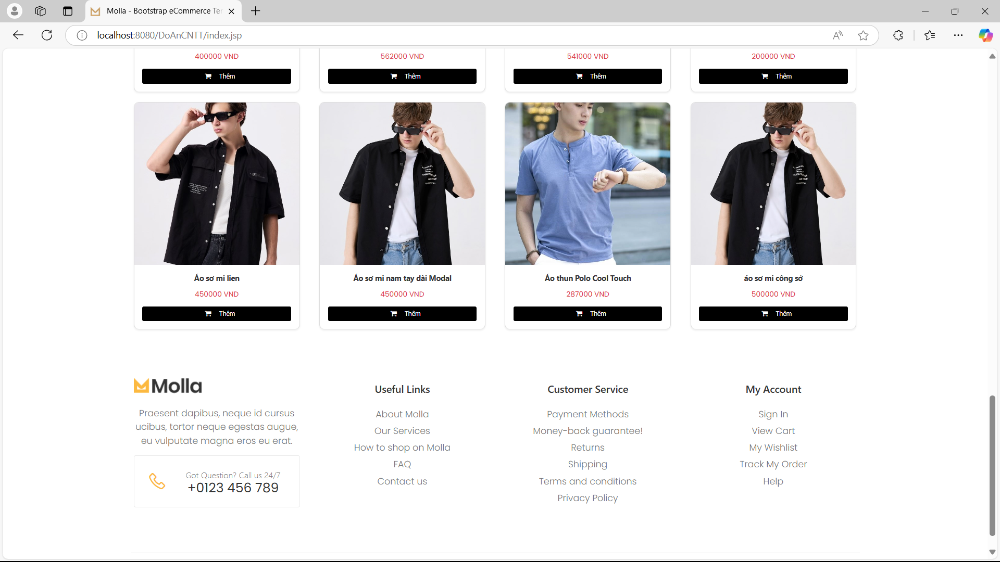 Molla - Bootstrap eCommerce Te
localhost:8080/DoAnCNTT/index.jsp
400000 VND
562000 VND
541000 VND
200000 VND
Thêm
Thêm
Thêm
Thêm
Áo sơ mi lien
Áo sơ mi nam tay dài Modal
Áo thun Polo Cool Touch
áo sơ mi công sở
450000 VND
450000 VND
287000 VND
500000 VND
Thêm
Thêm
Thêm
Thêm
Molla
Praesent dapibus, neque id cursus
ucibus, tortor neque egestas augue,
eu vulputate magna eros eu erat.
Got Question? Call us 24/7
+0123 456 789
Useful Links
About Molla
Our Services
How to shop on Molla
FAQ
Contact us
Customer Service
Payment Methods
Money-back guarantee!
Returns
Shipping
Terms and conditions
Privacy Policy
My Account
Sign In
View Cart
My Wishlist
Track My Order
Help